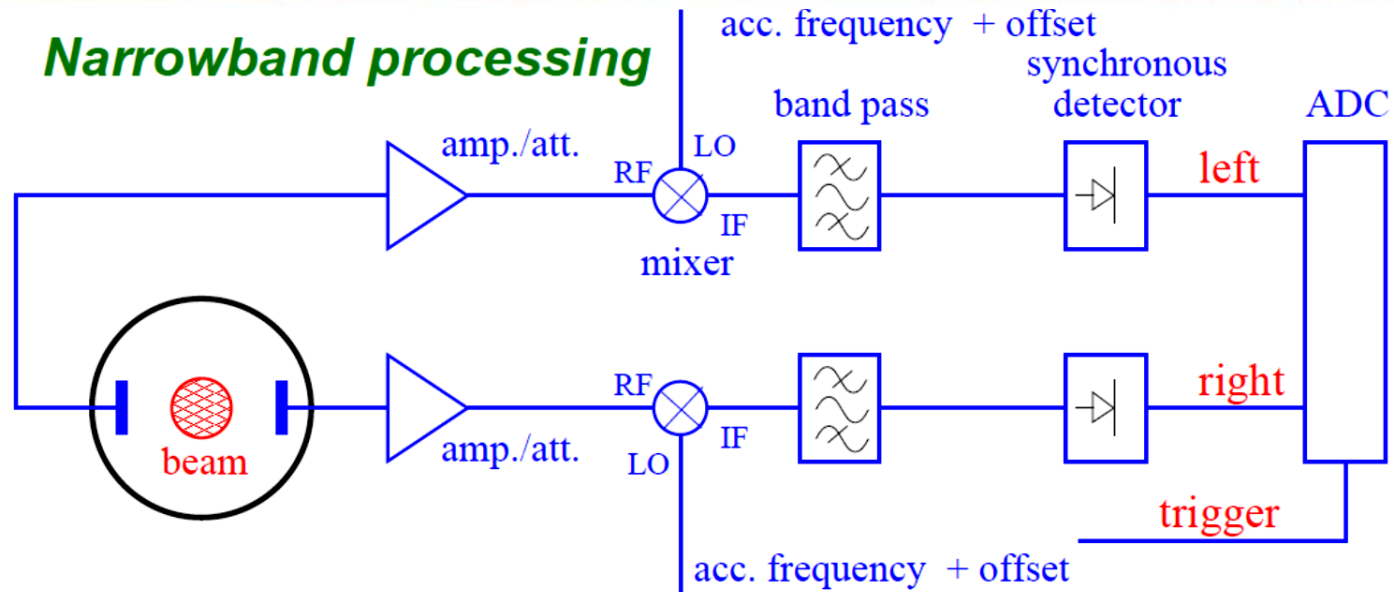 Narrowband processing
acc. frequency + offset
synchronous
detector
band pass
ADC
amp./att.
RF
LO
IF
mixer
left
beam
amp./att.
RF
LO
IF
right
trigger
acc. frequency + offset